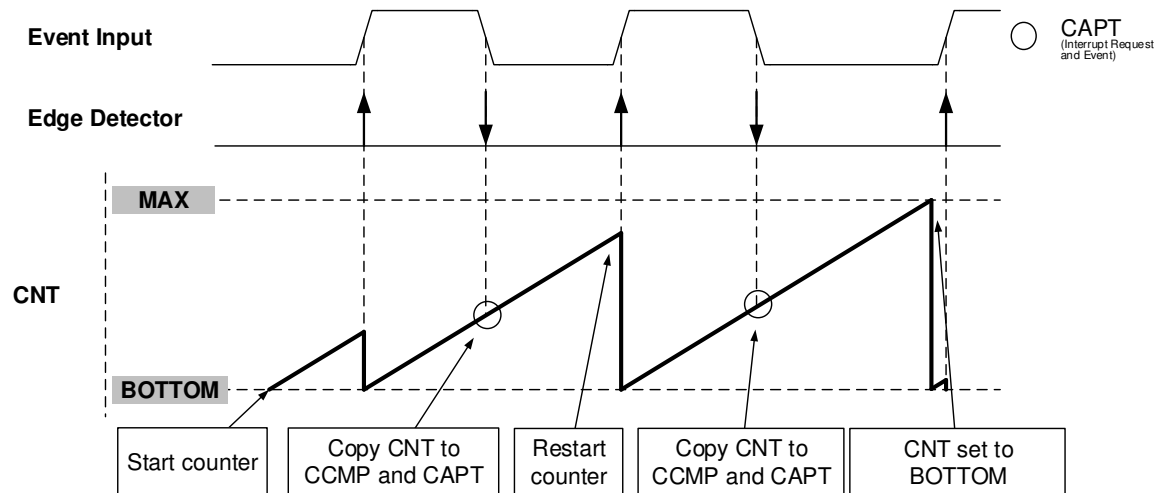 Event Input
CAPT
(Interrupt Request
and Event)
Edge Detector
MAX
CNT
BOTTOM
Start counter
Copy CNT to
CCMP and CAPT
Restart
counter
Copy CNT to
CCMP and CAPT
CNT set to
BOTTOM